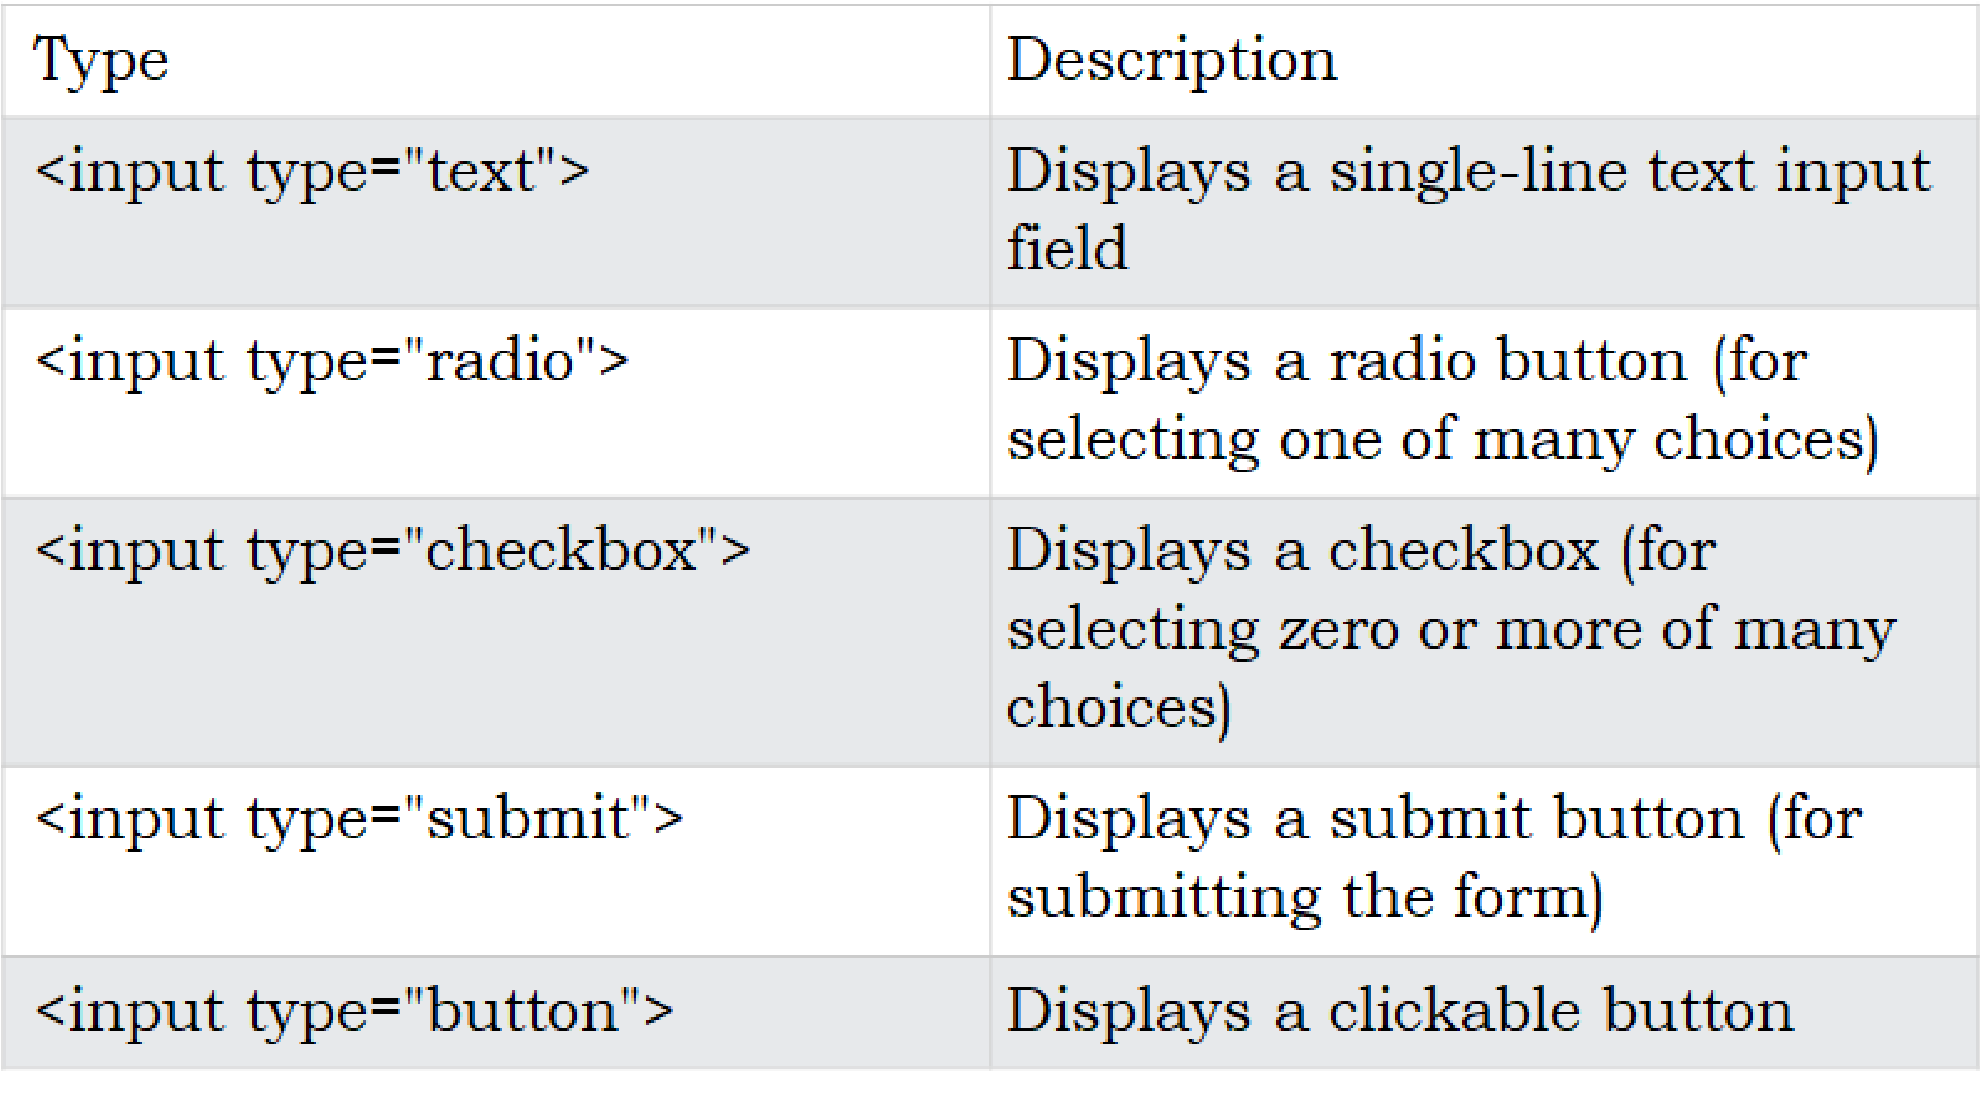 Type
Description
<input type="text">
Displays a single-line text input
field
<input type="radio">
Displays a radio button (for
selecting one of many choices)
<input type="checkbox">
Displays a checkbox (for
selecting zero or more of many
choices)
<input type="submit">
Displays a submit button (for
submitting the form)
<input type="button">
Displays a clickable button